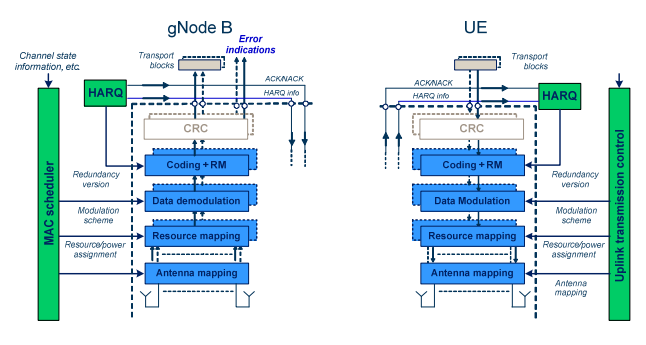 gNode B
UE
Error
indications
Channel state
information, etc.
Transport
blocks
HARQ
ACK/NACK
HARQ info
CRC
Coding + RM
Redundancy
version
Data demodulation
Modulation
scheme
Resource mapping
Resource/power
assignment
Antenna mapping
MAC scheduler
Transport
blocks
ACK/NACK
HARQ info
HARQ
CRC
Coding + RM
Redundancy
version
Data Modulation
Modulation
scheme
Resource mapping
Resource/power
assignment
Antenna mapping
Antenna
mapping
Uplink transmission control